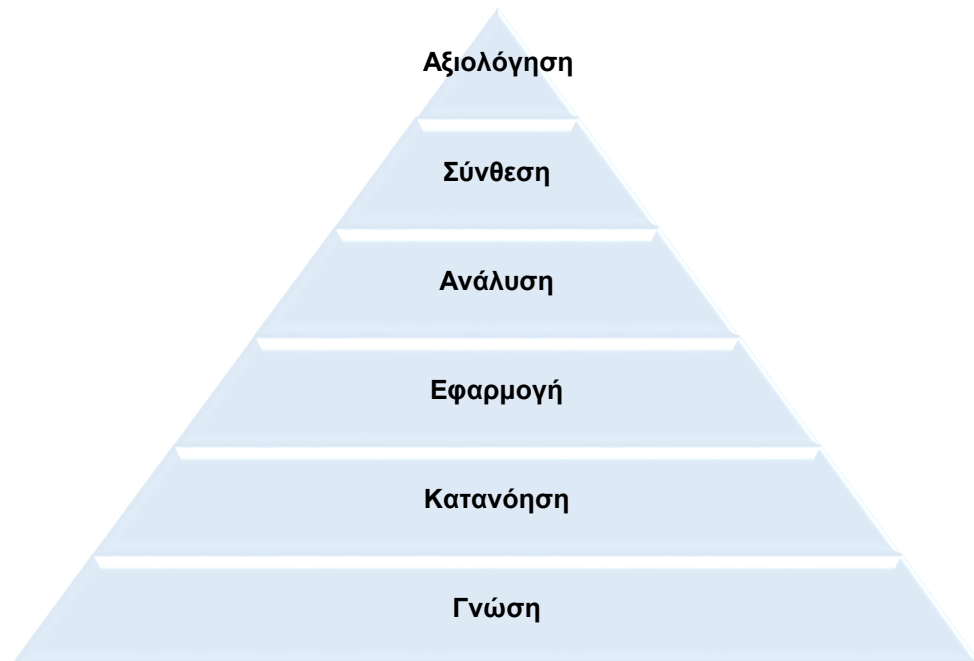 Αξιολόγηση
Σύνθεση
Ανάλυση
Εφαρμογή
Κατανόηση
Γνώση